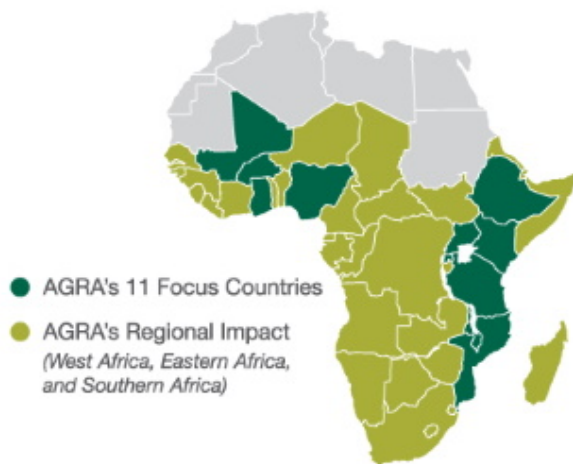 AGRA's 11 Focus Countries
AGRA's Regional Impact
(West Africa, Eastern Africa,
and Southern Africa)